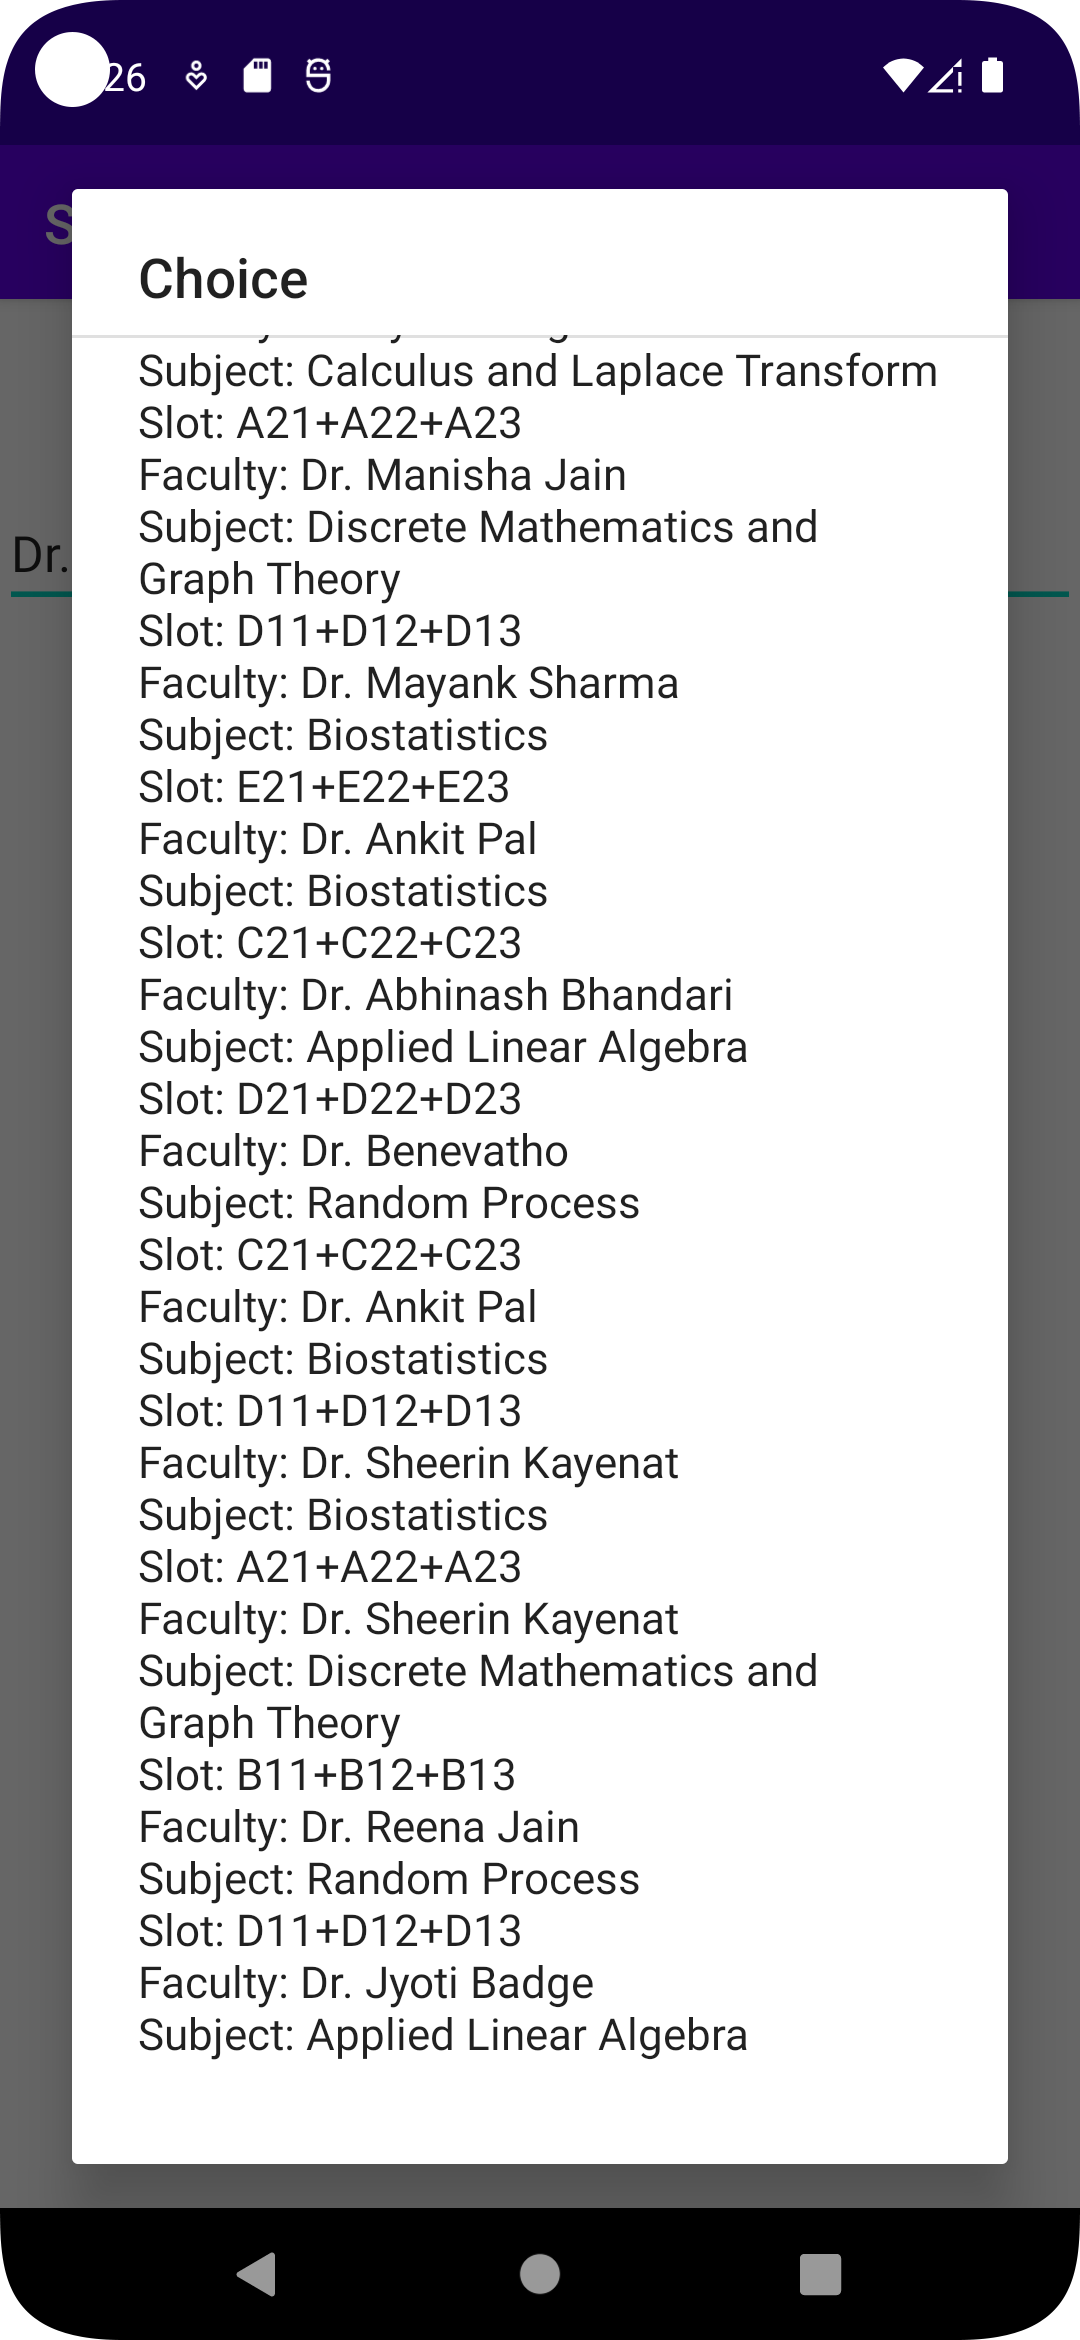 26
S
Choice
Subject: Calculus and Laplace Transform
Slot: A21+A22+A23
Faculty: Dr. Manisha Jain
Subject: Discrete Mathematics and
Graph Theory
Slot: D11+D12+D13
Dr.
Faculty: Dr. Mayank Sharma
Subject: Biostatistics
Slot: E21+E22+E23
Faculty: Dr. Ankit Pal
Subject: Biostatistics
Slot: C21+C22+C23
Faculty: Dr. Abhinash Bhandari
Subject: Applied Linear Algebra
Slot: D21+D22+D23
Faculty: Dr. Benevatho
Subject: Random Process
Slot: C21+C22+C23
Faculty: Dr. Ankit Pal
Subject: Biostatistics
Slot: D11+D12+D13
Faculty: Dr. Sheerin Kayenat
Subject: Biostatistics
Slot: A21+A22+A23
Faculty: Dr. Sheerin Kayenat
Subject: Discrete Mathematics and
Graph Theory
Slot: B11+B12+B13
Faculty: Dr. Reena Jain
Subject: Random Process
Slot: D11+D12+D13
Faculty: Dr. Jyoti Badge
Subject: Applied Linear Algebra